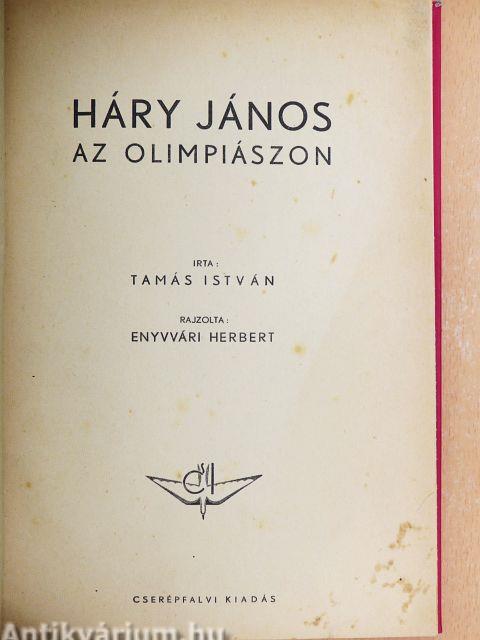 HÁRY JÁNOS
AZ OLIMPIÁSZON
IRTA:
TAMÁS ISTVÁN
RAJZOLTA:
ENYVVÁRI HERBERT
CSERÉPFALVI KIADÁS
Antikvárium.hu